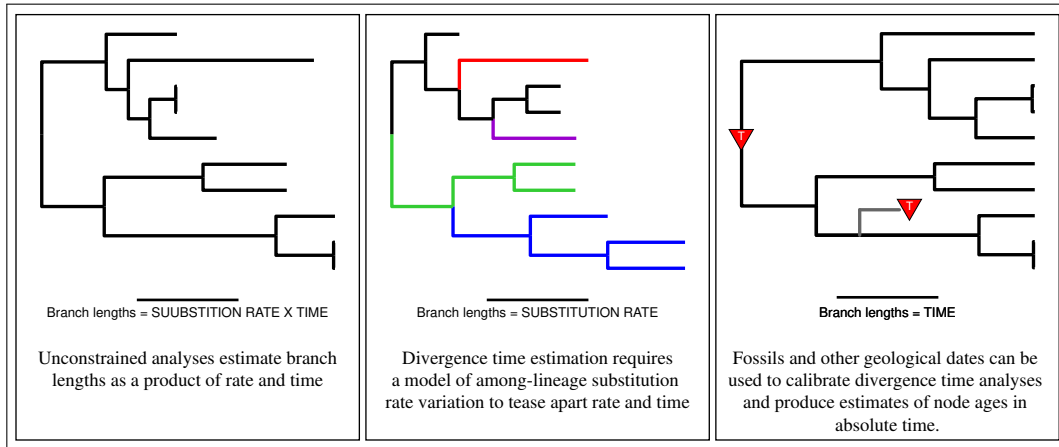 Branch lengths = SUUBSTITION RATE X TIME
Unconstrained analyses estimate branch
lengths as a product of rate and time
Branch lengths = SUBSTITUTION RATE
Divergence time estimation requires
a model of among-lineage substitution
rate variation to tease apart rate and time
T
T
Branch lengths = TIME
Fossils and other geological dates can be
used to calibrate divergence time analyses
and produce estimates of node ages in
absolute time.